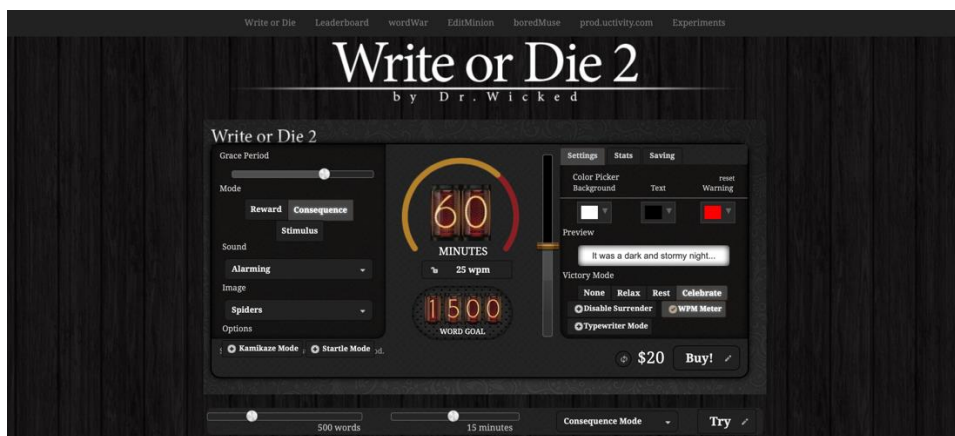 Write or Die Leaderboard wordWar EditMinion boredMuse prod.uctivity.com Experiments
Write or Die 2
by Dr.Wicked
Write or Die 2
Grace Period
Mode
Reward Consequence
Stimulus
Sound
Alarming
Image
Spiders
Options
Kamikaze Mode Startle Mode
60
MINUTES
25 wpm
1500
WORD GOAL
Settings Stats Saving
Color Picker reset
Background Text Warning
Preview
It was a dark and stormy night...
Victory Mode
None Relax Rest Celebrate
Disable Surrender WPM Meter
Typewriter Mode
$20 Buy!
500 words 15 minutes Consequence Mode Try